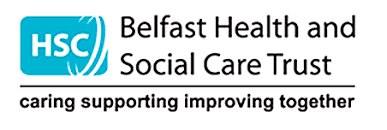 HSC
Belfast Health and
Social Care Trust
caring supporting improving together